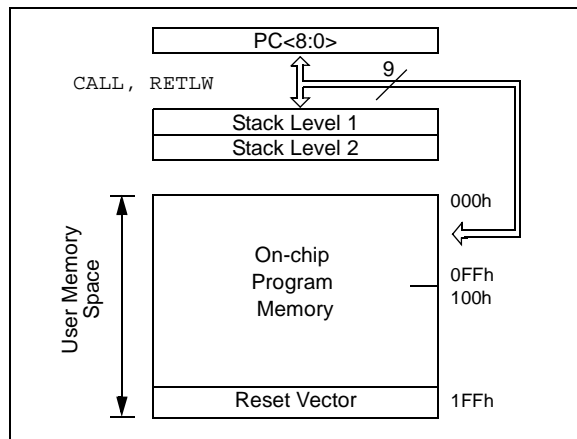 PC<8:0>
9
CALL, RETLW
Stack Level 1
Stack Level 2
User Memory
Space
000h
On-chip
Program
Memory
0FFh
100h
Reset Vector
1FFh